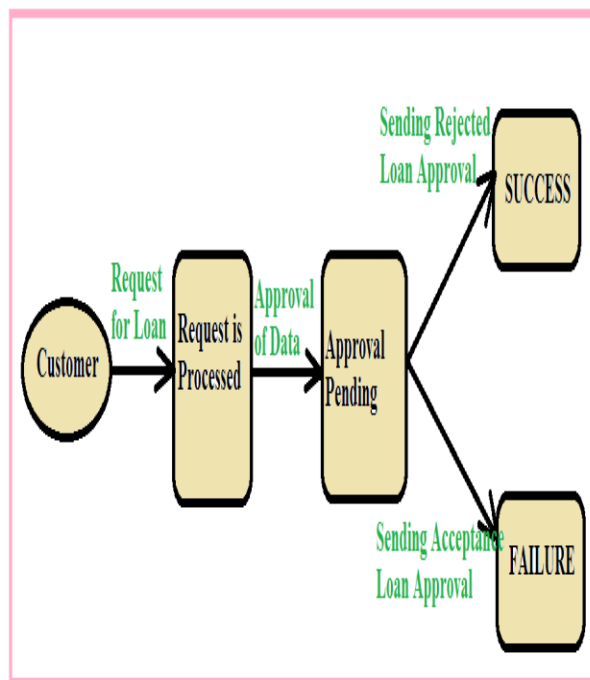 Sending Rejected
Loan Approval
SUCCESS
Request
for Loan
Approval
of Data
Customer
Request is
Processed
Approval
Pending
Sending Acceptance
Loan Approval
FAILURE